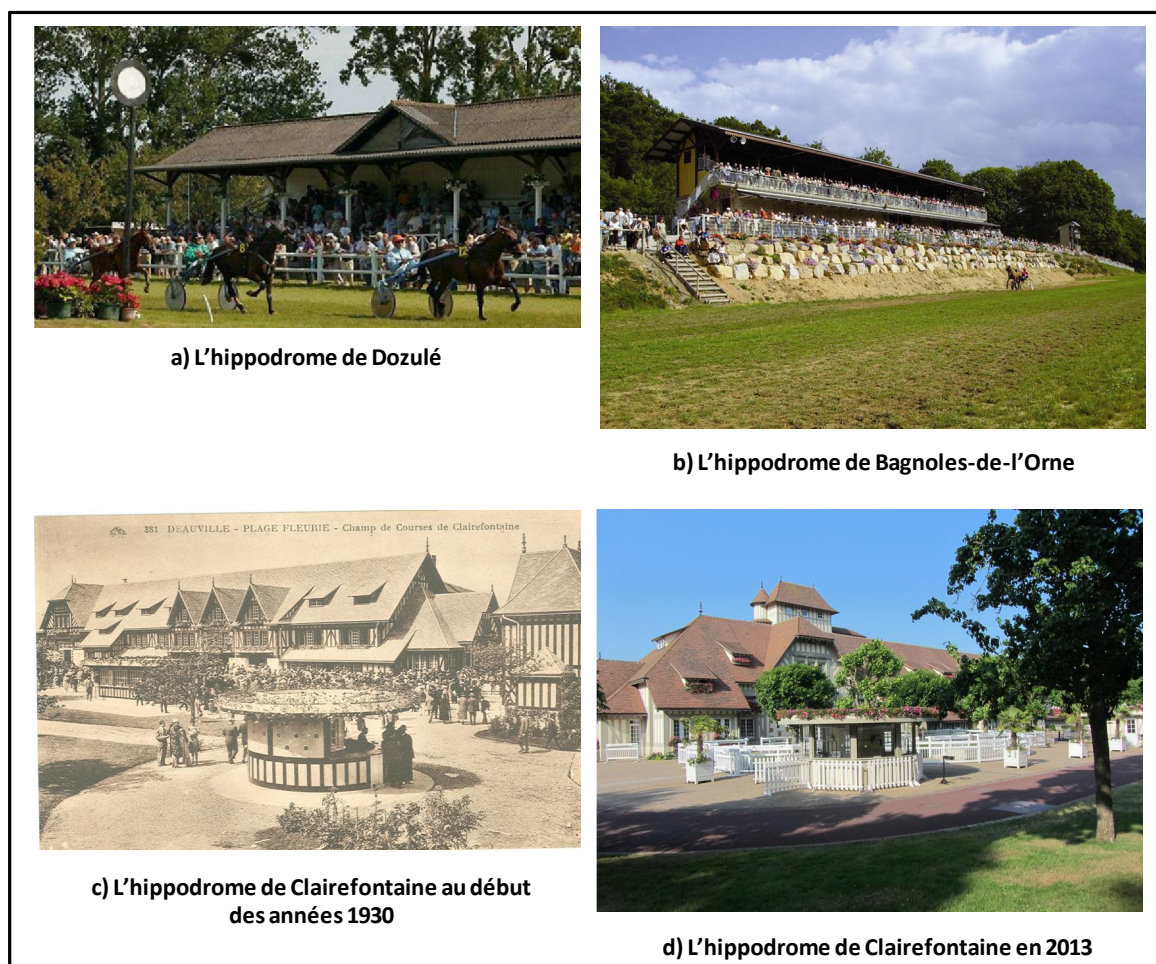 a) L'hippodrome de Dozulé
b) L'hippodrome de Bagnoles-de-l'Orne
381 DEAUVILLE - PLAGE FLEURIE - Champ de Courses de Clairefontaine
c) L'hippodrome de Clairefontaine au début
des années 1930
d) L'hippodrome de Clairefontaine en 2013